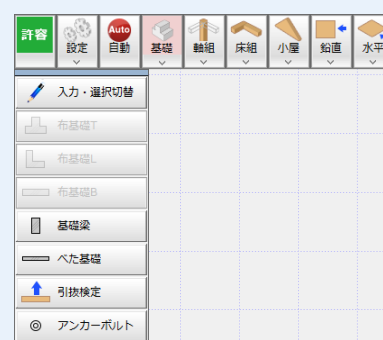 許容
設定
Auto
自動
基礎
軸組
床組
小屋
鉛直
水平
入力・選択切替
布基礎T
布基礎L
布基礎B
基礎梁
べた基礎
引抜検定
アンカーボルト